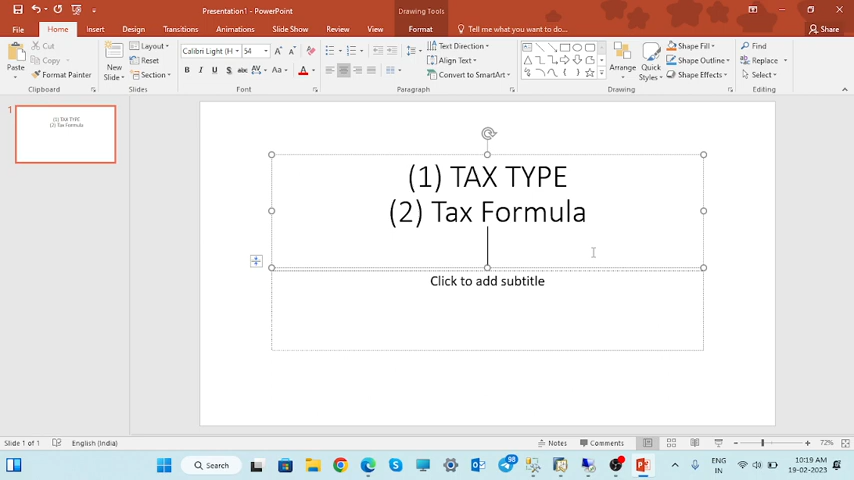 Presentation1 - PowerPoint
Drawing Tools
File
Home
Insert
Design
Transitions
Animations
Slide Show
Review
View
Format
Tell me what you want to do...
Share
Paste
Cut
Copy
Format Painter
Clipboard
New
Slide
Layout
Reset
Section
Slides
Calibri Light (H
54
A
A
B
I
U
S
abc
AV
Aa
A
Font
Text Direction
Align Text
Convert to SmartArt
Paragraph
Arrange
Quick
Styles
Shape Fill
Shape Outline
Shape Effects
Drawing
Find
Replace
Select
Editing
1
(1) TAX TYPE
(2) Tax Formula
(1) TAX TYPE
(2) Tax Formula
Click to add subtitle
Slide 1 of 1
English (India)
Notes
Comments
72%
Search
98
ENG
IN
10:19 AM
19-02-2023